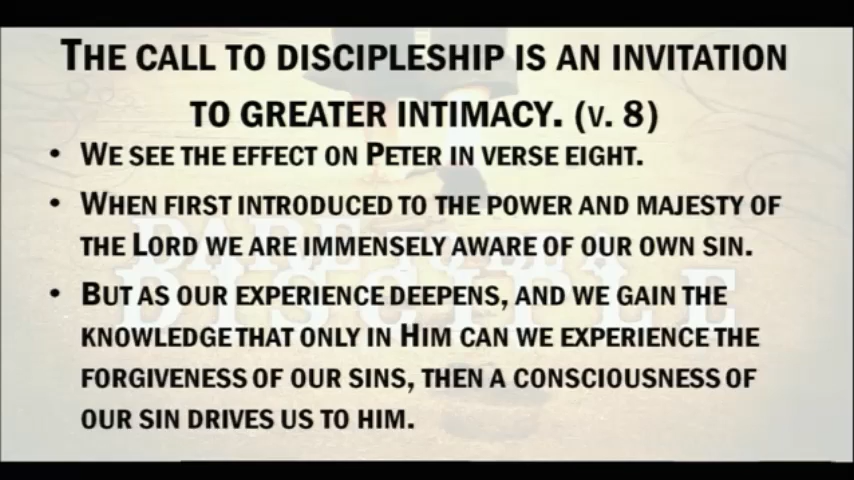 THE CALL TO DISCIPLESHIP IS AN INVITATION
TO GREATER INTIMACY. (V. 8)
• WE SEE THE EFFECT ON PETER IN VERSE EIGHT.
• WHEN FIRST INTRODUCED TO THE POWER AND MAJESTY OF
THE LORD WE ARE IMMENSELY AWARE OF OUR OWN SIN.
• BUT AS OUR EXPERIENCE DEEPENS, AND WE GAIN THE
KNOWLEDGE THAT ONLY IN HIM CAN WE EXPERIENCE THE
FORGIVENESS OF OUR SINS, THEN A CONSCIOUSNESS OF
OUR SIN DRIVES US TO HIM.
DISCIPLE